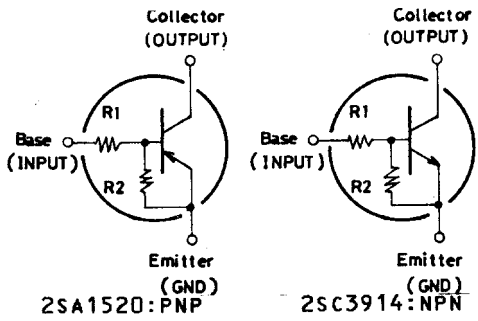 Collector
(OUTPUT)
R1
Base
(INPUT)
R2
Emitter
(GND)
2SA1520:PNP
Collector
(OUTPUT)
R1
Base
(INPUT)
R2
Emitter
(GND)
2SC3914:NPN